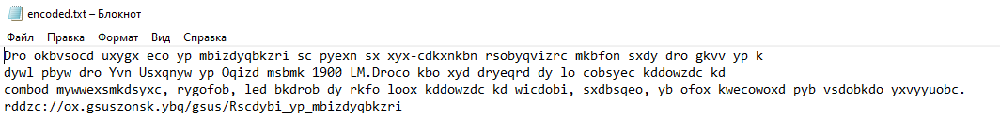 encoded.txt – Блокнот
Файл Правка Формат Вид Справка
Dro okbvsocd uxygx eco yp mbizdyqbkzri sc pyexn sx xyx-cdkxnkbn rsobyqvizrc mkbfon sxdy dro gkvv yp k
dywl pbyw dro Yvn Usxqnyw yp Oqizd msbmk 1900 LM.Droco kbo xyd dryeqrd dy lo cobsyec kddowzdc kd
combod mywwexsmkdsyxc, rygofob, led bkdrob dy rkfo loox kddowzdc kd wicdobi, sxdbsqeo, yb ofox kwecowoxd pyb vsdobkdo yxvyyuobc.
rddzc://ox.gsuszonsk.ybq/gsus/Rscdybi_yp_mbizdyqbkzri